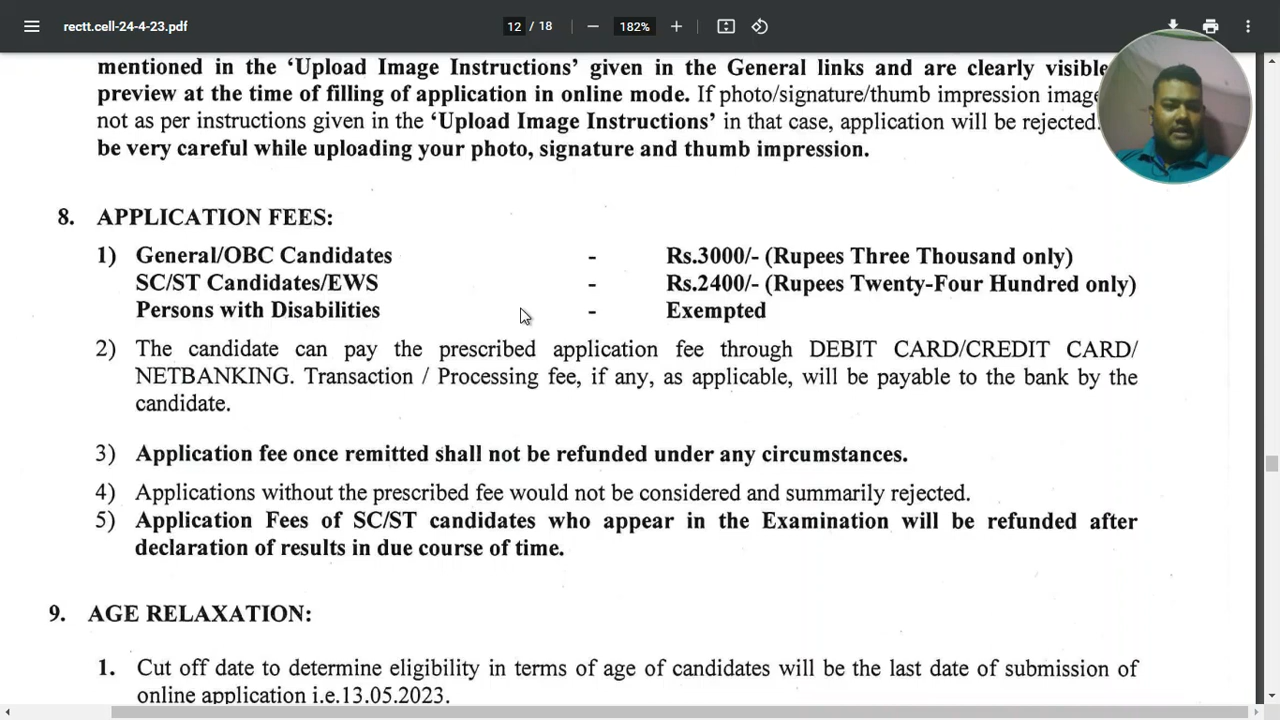 rectt.cell-24-4-23.pdf
12 / 18
182%
mentioned in the ‘Upload Image Instructions’ given in the General links and are clearly visible
preview at the time of filling of application in online mode. If photo/signature/thumb impression image
not as per instructions given in the ‘Upload Image Instructions’ in that case, application will be rejected.
be very careful while uploading your photo, signature and thumb impression.
8. APPLICATION FEES:
1) General/OBC Candidates - Rs.3000/- (Rupees Three Thousand only)
SC/ST Candidates/EWS - Rs.2400/- (Rupees Twenty-Four Hundred only)
Persons with Disabilities - Exempted
2) The candidate can pay the prescribed application fee through DEBIT CARD/CREDIT CARD/
NETBANKING. Transaction / Processing fee, if any, as applicable, will be payable to the bank by the
candidate.
3) Application fee once remitted shall not be refunded under any circumstances.
4) Applications without the prescribed fee would not be considered and summarily rejected.
5) Application Fees of SC/ST candidates who appear in the Examination will be refunded after
declaration of results in due course of time.
9. AGE RELAXATION:
1. Cut off date to determine eligibility in terms of age of candidates will be the last date of submission of
online application i.e.13.05.2023.